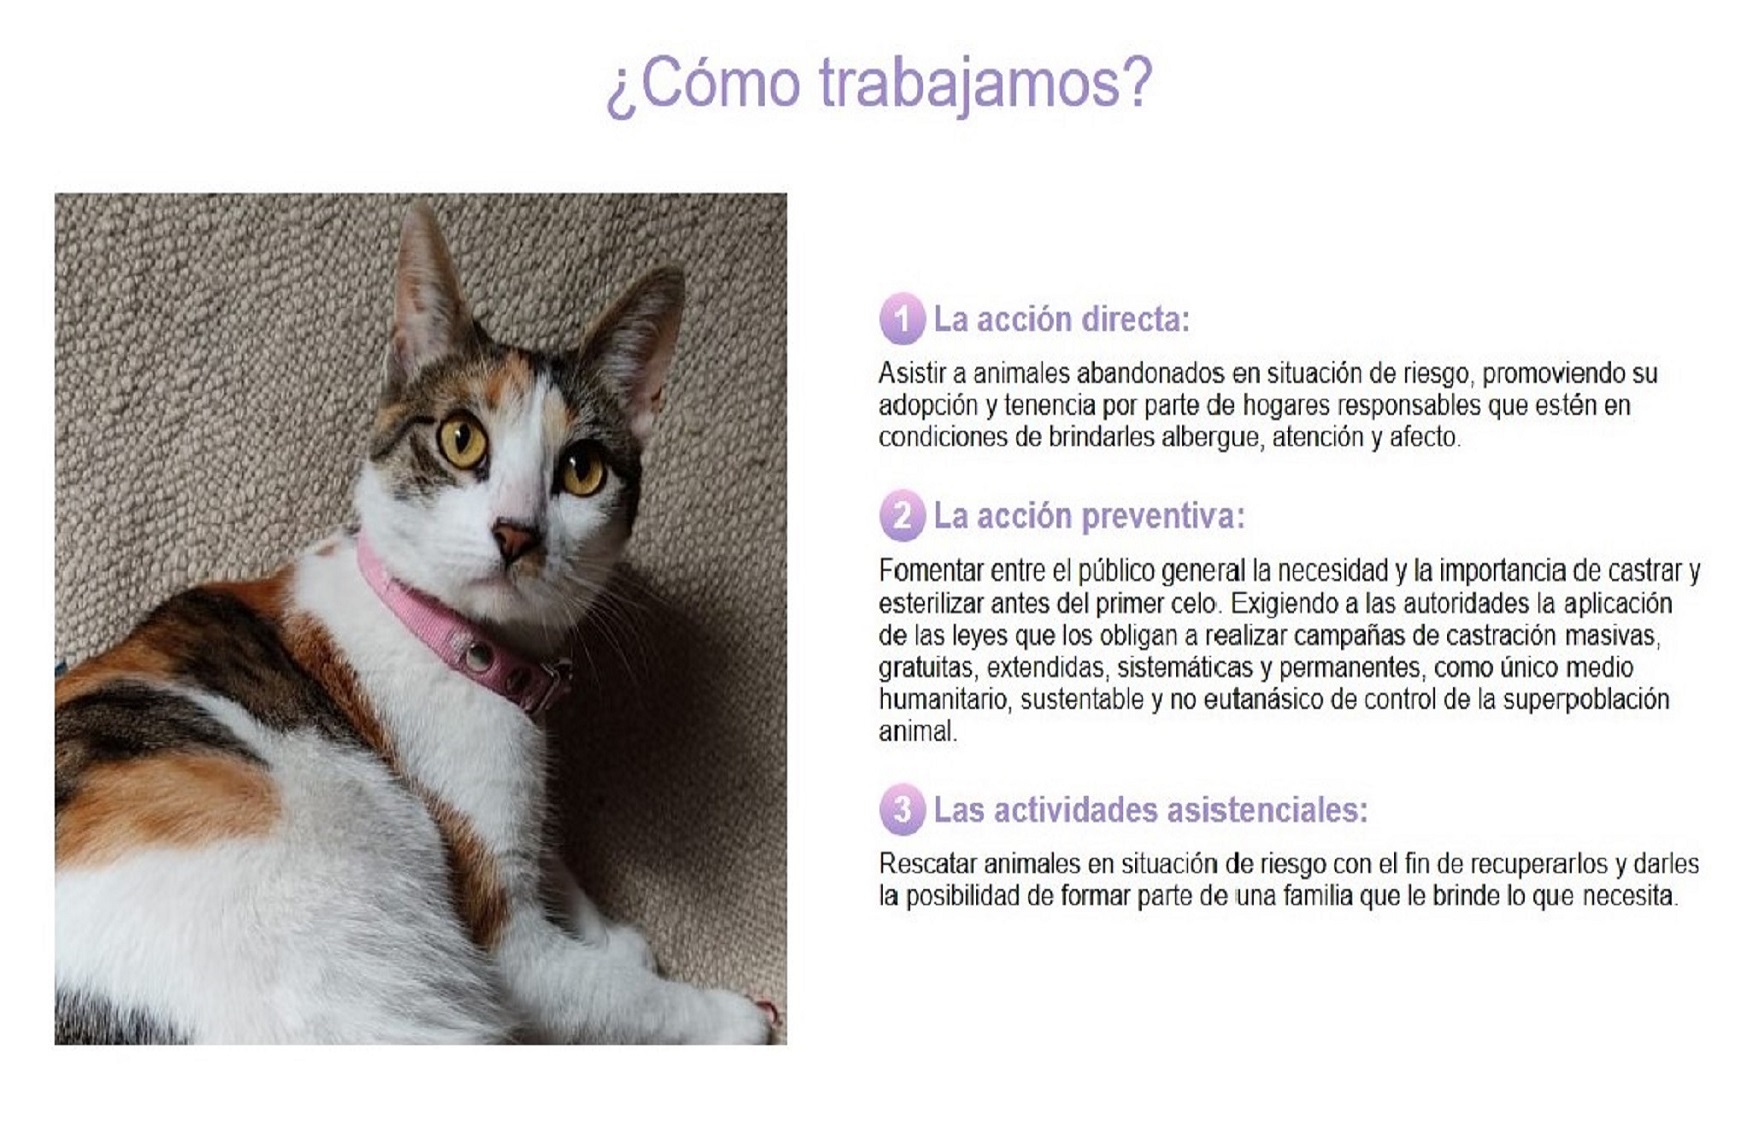 ¿Cómo trabajamos?
1 La acción directa:
Asistir a animales abandonados en situación de riesgo, promoviendo su
adopción y tenencia por parte de hogares responsables que estén en
condiciones de brindarles albergue, atención y afecto.
2 La acción preventiva:
Fomentar entre el público general la necesidad y la importancia de castrar y
esterilizar antes del primer celo. Exigiendo a las autoridades la aplicación
de las leyes que los obligan a realizar campañas de castración masivas,
gratuitas, extendidas, sistemáticas y permanentes, como único medio
humanitario, sustentable y no eutanásico de control de la superpoblación
animal.
3 Las actividades asistenciales:
Rescatar animales en situación de riesgo con el fin de recuperarlos y darles
la posibilidad de formar parte de una familia que le brinde lo que necesita.